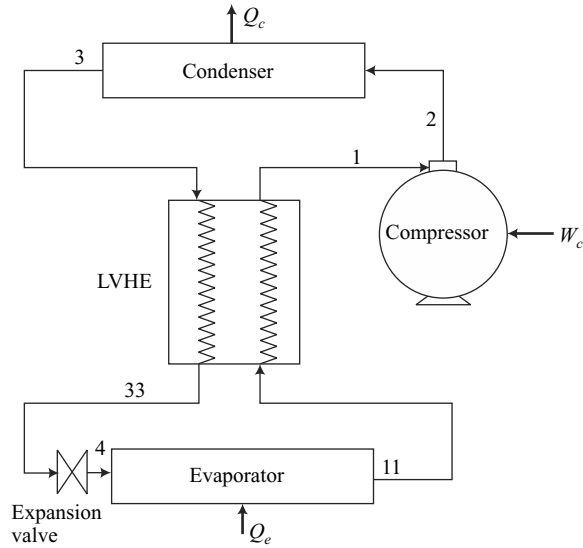 Q_c
3
Condenser
2
1
Compressor
W_c
LVHE
33
4
Evaporator
11
Expansion
valve
Q_e